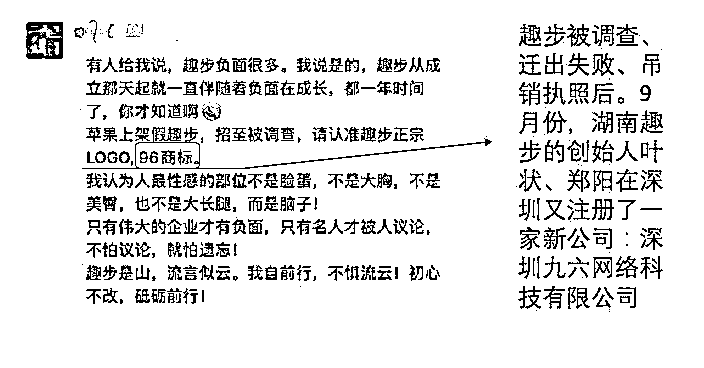 有人给我说，趣步负面很多。我说是的，趣步从成
立那天起就一直伴随着负面在成长，都一年时间
了，你才知道啊
苹果上架假趣步，招至被调查，请认准趣步正宗
LOGO，96商标。
我认为人最性感的部位不是脸蛋，不是大胸，不是
美臀，也不是大长腿，而是脑子！
只有伟大的企业才有负面，只有名人才被人议论，
不怕议论，就怕遗忘！
趣步是山，流言似云。我自前行，不惧流云！初心
不改，砥砺前行！
趣步被调查、
迁出失败、吊
销执照后。9
月份，湖南趣
步的创始人叶
状、郑阳在深
圳又注册了一
家新公司：深
圳九六网络科
技有限公司